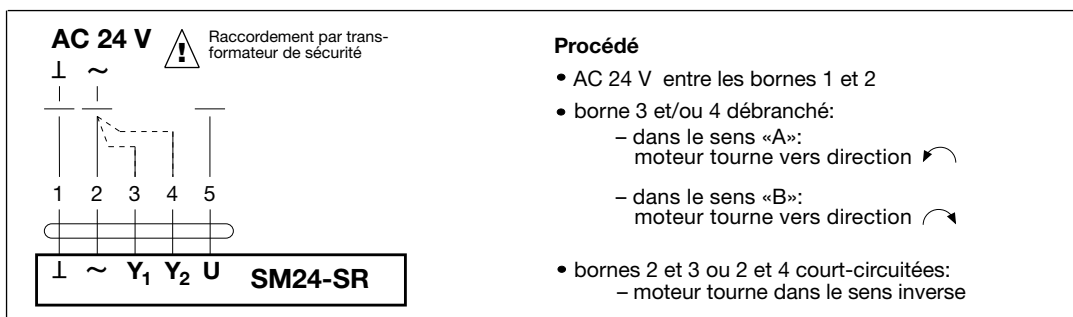 AC 24 V
Raccordement par trans-
formateur de sécurité
⊥ ~
1 2 3 4 5
⊥ ~ Y₁ Y₂ U SM24-SR
Procédé
• AC 24 V entre les bornes 1 et 2
• borne 3 et/ou 4 débranché:
– dans le sens «A»:
moteur tourne vers direction
– dans le sens «B»:
moteur tourne vers direction
• bornes 2 et 3 ou 2 et 4 court-circuitées:
– moteur tourne dans le sens inverse